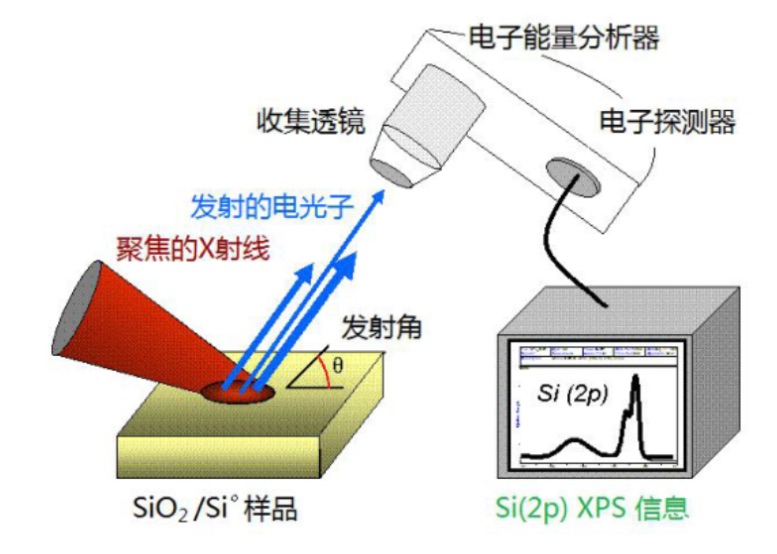 电子能量分析器
收集透镜
电子探测器
发射的电光子
聚焦的X射线
发射角
θ
Si (2p)
SiO₂/Si°样品
Si(2p) XPS 信息